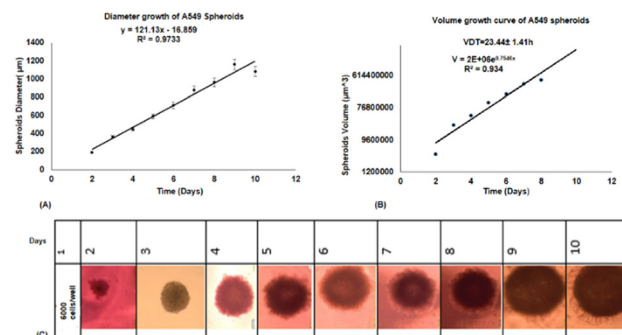 Diameter growth of A549 Spheroids
y = 121.13x - 16.859
R² = 0.9733
1400
1200
1000
800
600
400
200
0
Spheroids Diameter( µm)
0 2 4 6 8 10 12
Time (Days)
(A)
Volume growth curve of A549 spheroids
VDT=23.44± 1.41h
V = 2E+06e
R² = 0.934
614400000
76800000
9600000
1200000
Spheroids Volume (µm^3)
0 2 4 6 8 10 12
Time (Days)
(B)
Days 1 2 3 4 5 6 7 8 9 10
6000
cells/well
(C)